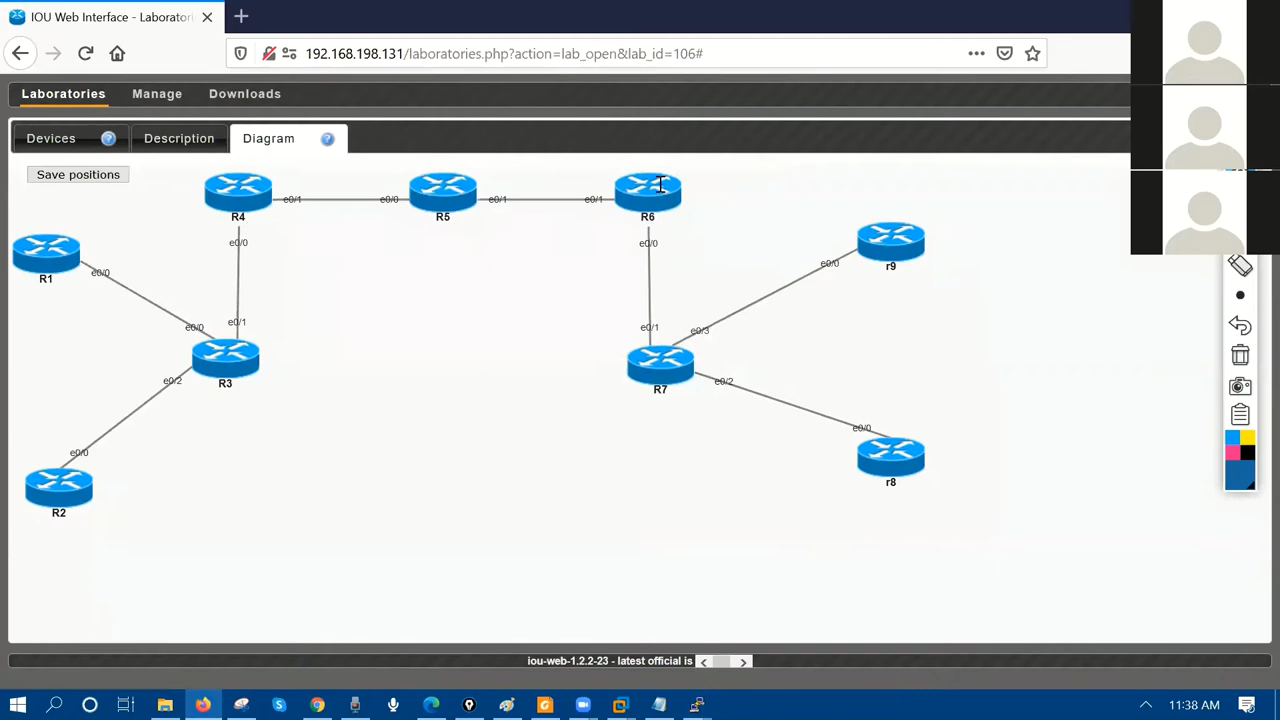 IOU Web Interface - Laborator
192.168.198.131/laboratories.php?action=lab_open&lab_id=106#
Laboratories Manage Downloads
Devices ? Description Diagram ?
Save positions
R4 e0/1 e0/0 R5 e0/1 e0/1 R6
e0/0 e0/0
R1 e0/0
r9 e0/0
e0/0 e0/1 e0/1 e0/3
R3 R7
e0/2 e0/2
e0/0 e0/0
R2 r8
iou-web-1.2.2-23 - latest official is
11:38 AM